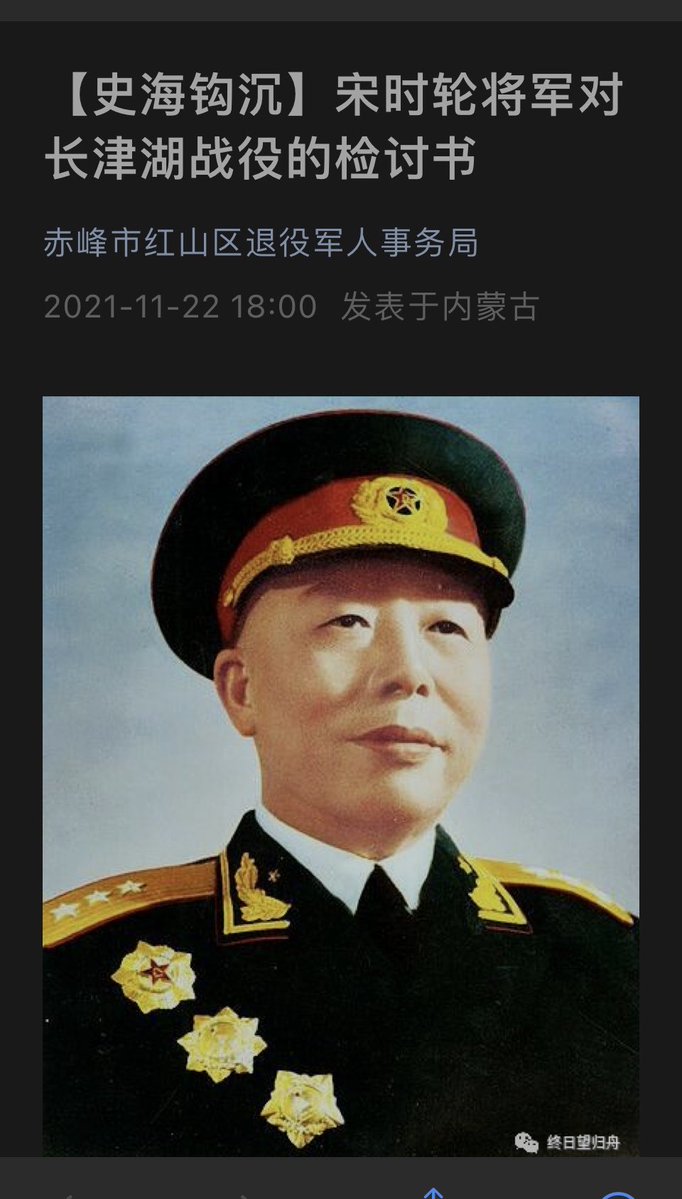 【史海钩沉】宋时轮将军对
长津湖战役的检讨书
赤峰市红山区退役军人事务局
2021-11-22 18:00 发表于内蒙古
终日望归舟